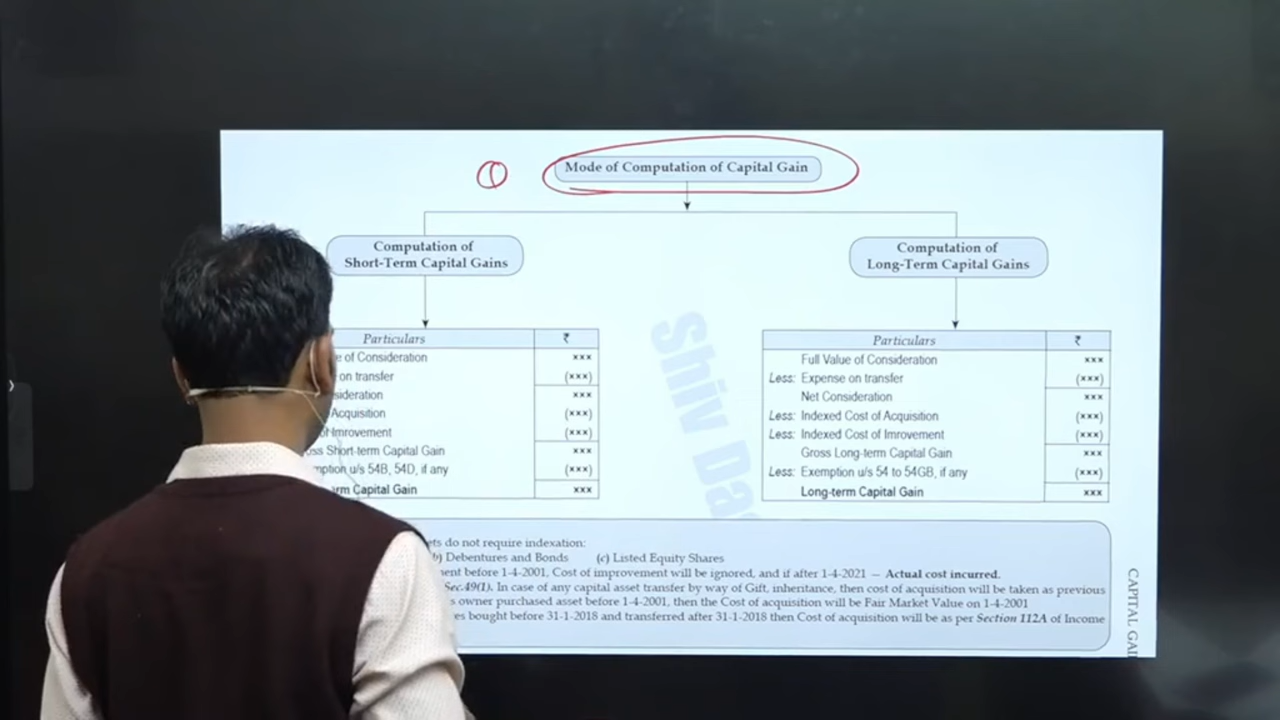 ①
Mode of Computation of Capital Gain
Computation of
Short-Term Capital Gains
Computation of
Long-Term Capital Gains
Particulars ₹
of Consideration xxx
on transfer (xxx)
xxx
Acquisition (xxx)
Imrovement (xxx)
Short-term Capital Gain xxx
u/s 54B, 54D, if any (xxx)
Capital Gain xxx
Particulars ₹
Full Value of Consideration xxx
Less: Expense on transfer (xxx)
Net Consideration xxx
Less: Indexed Cost of Acquisition (xxx)
Less: Indexed Cost of Imrovement (xxx)
Gross Long-term Capital Gain xxx
Less: Exemption u/s 54 to 54GB, if any (xxx)
Long-term Capital Gain xxx
Shiv Da
do not require indexation:
Debentures and Bonds (c) Listed Equity Shares
before 1-4-2001, Cost of improvement will be ignored, and if after 1-4-2021 — Actual cost incurred.
Sec.49(1). In case of any capital asset transfer by way of Gift, inheritance, then cost of acquisition will be taken as previous
owner purchased asset before 1-4-2001, then the Cost of acquisition will be Fair Market Value on 1-4-2001
bought before 31-1-2018 and transferred after 31-1-2018 then Cost of acquisition will be as per Section 112A of Income
CAPITAL GAI